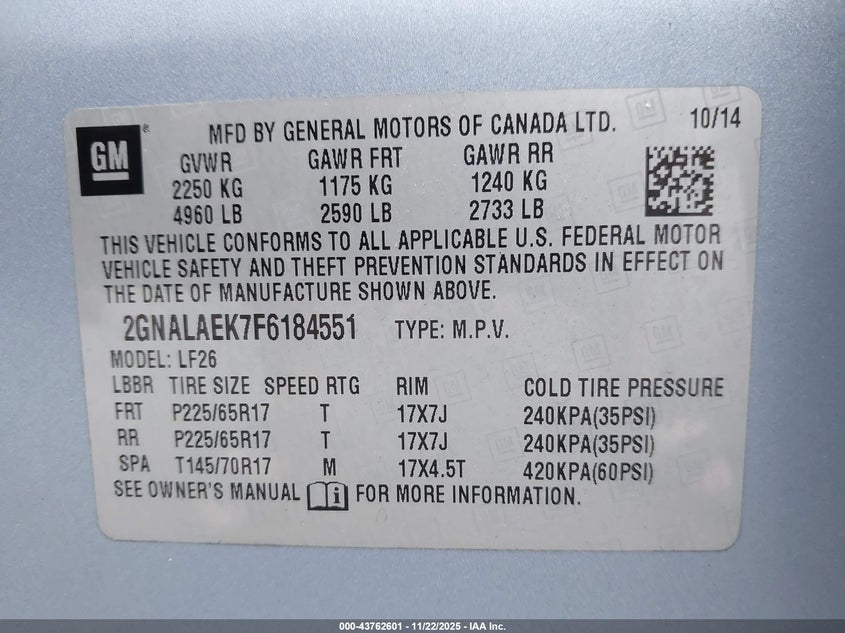 GM ® MFD BY GENERAL MOTORS OF CANADA LTD. 10/14
GVWR GAWR FRT GAWR RR
2250 KG 1175 KG 1240 KG
4960 LB 2590 LB 2733 LB
THIS VEHICLE CONFORMS TO ALL APPLICABLE U.S. FEDERAL MOTOR
VEHICLE SAFETY AND THEFT PREVENTION STANDARDS IN EFFECT ON
THE DATE OF MANUFACTURE SHOWN ABOVE.
2GNALAEK7F6184551 TYPE: M.P.V.
MODEL: LF26
LBBR TIRE SIZE SPEED RTG RIM COLD TIRE PRESSURE
FRT P225/65R17 T 17X7J 240KPA(35PSI)
RR P225/65R17 T 17X7J 240KPA(35PSI)
SPA T145/70R17 M 17X4.5T 420KPA(60PSI)
SEE OWNER'S MANUAL FOR MORE INFORMATION.
000-43762601 - 11/22/2025 - IAA Inc.